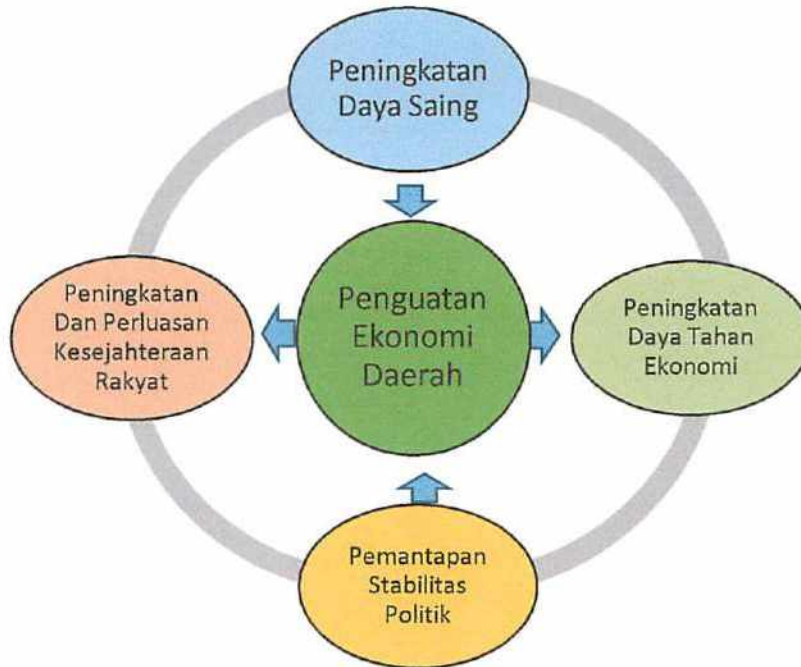 Peningkatan
Daya Saing
Peningkatan
Dan Perluasan
Kesejahteraan
Rakyat
Penguatan
Ekonomi
Daerah
Peningkatan
Daya Tahan
Ekonomi
Pemantapan
Stabilitas
Politik